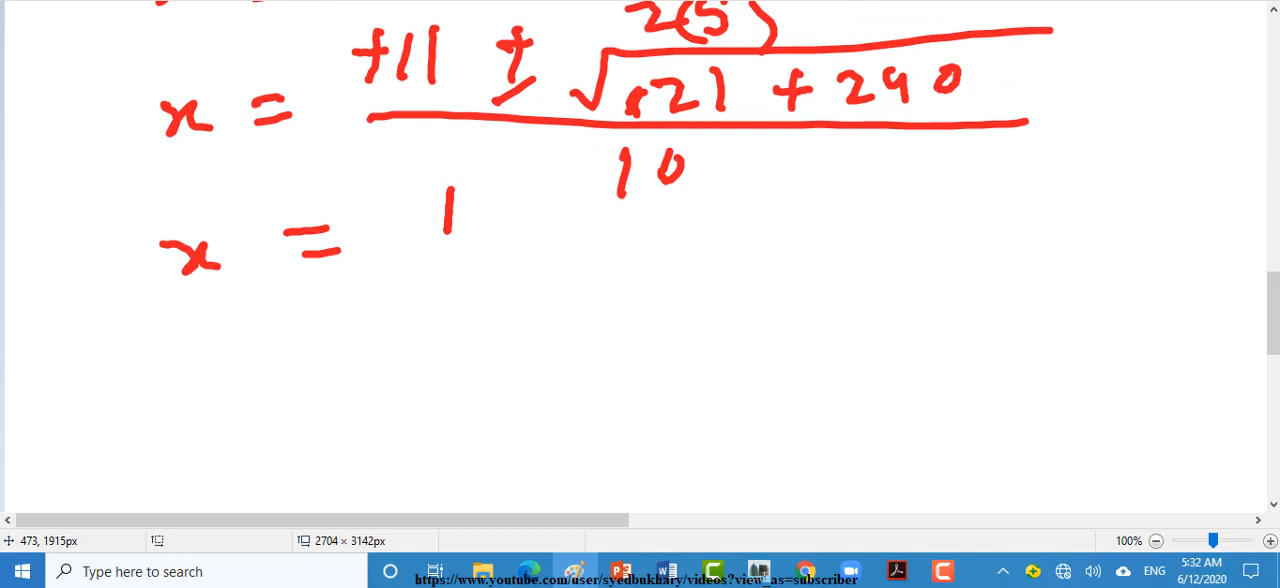 2(5)
x = +11 ± √121 + 240
10
x = 1
473, 1915px
2704 × 3142px
100%
Type here to search
ENG
5:32 AM
6/12/2020
https://www.youtube.com/user/syedbukhary/videos?view_as=subscriber